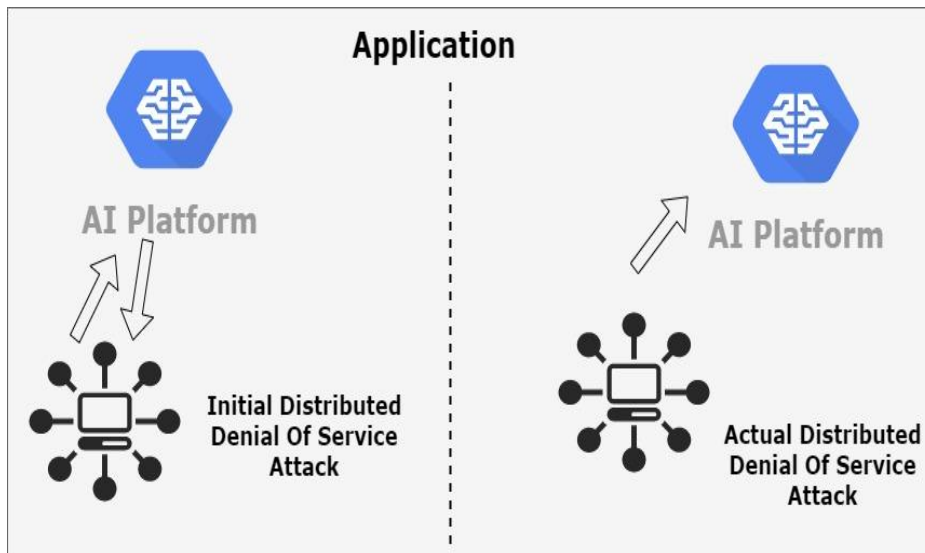 Application
AI Platform
Initial Distributed
Denial Of Service
Attack
AI Platform
Actual Distributed
Denial Of Service
Attack